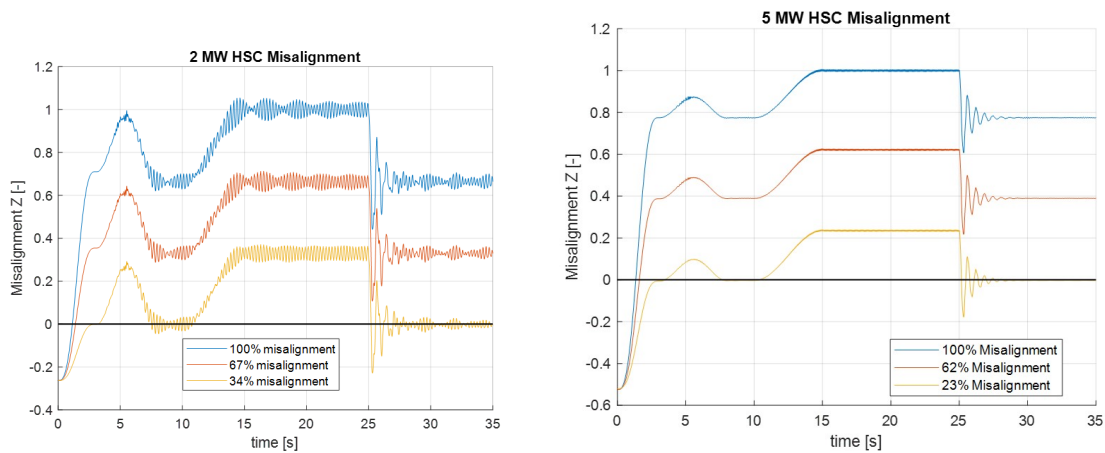 2 MW HSC Misalignment
Misalignment Z [-]
1.2
1
0.8
0.6
0.4
0.2
0
-0.2
-0.4
100% misalignment
67% misalignment
34% misalignment
0 5 10 15 20 25 30 35
time [s]
5 MW HSC Misalignment
Misalignment Z [-]
1.2
1
0.8
0.6
0.4
0.2
0
-0.2
-0.4
-0.6
100% Misalignment
62% Misalignment
23% Misalignment
0 5 10 15 20 25 30 35
time [s]